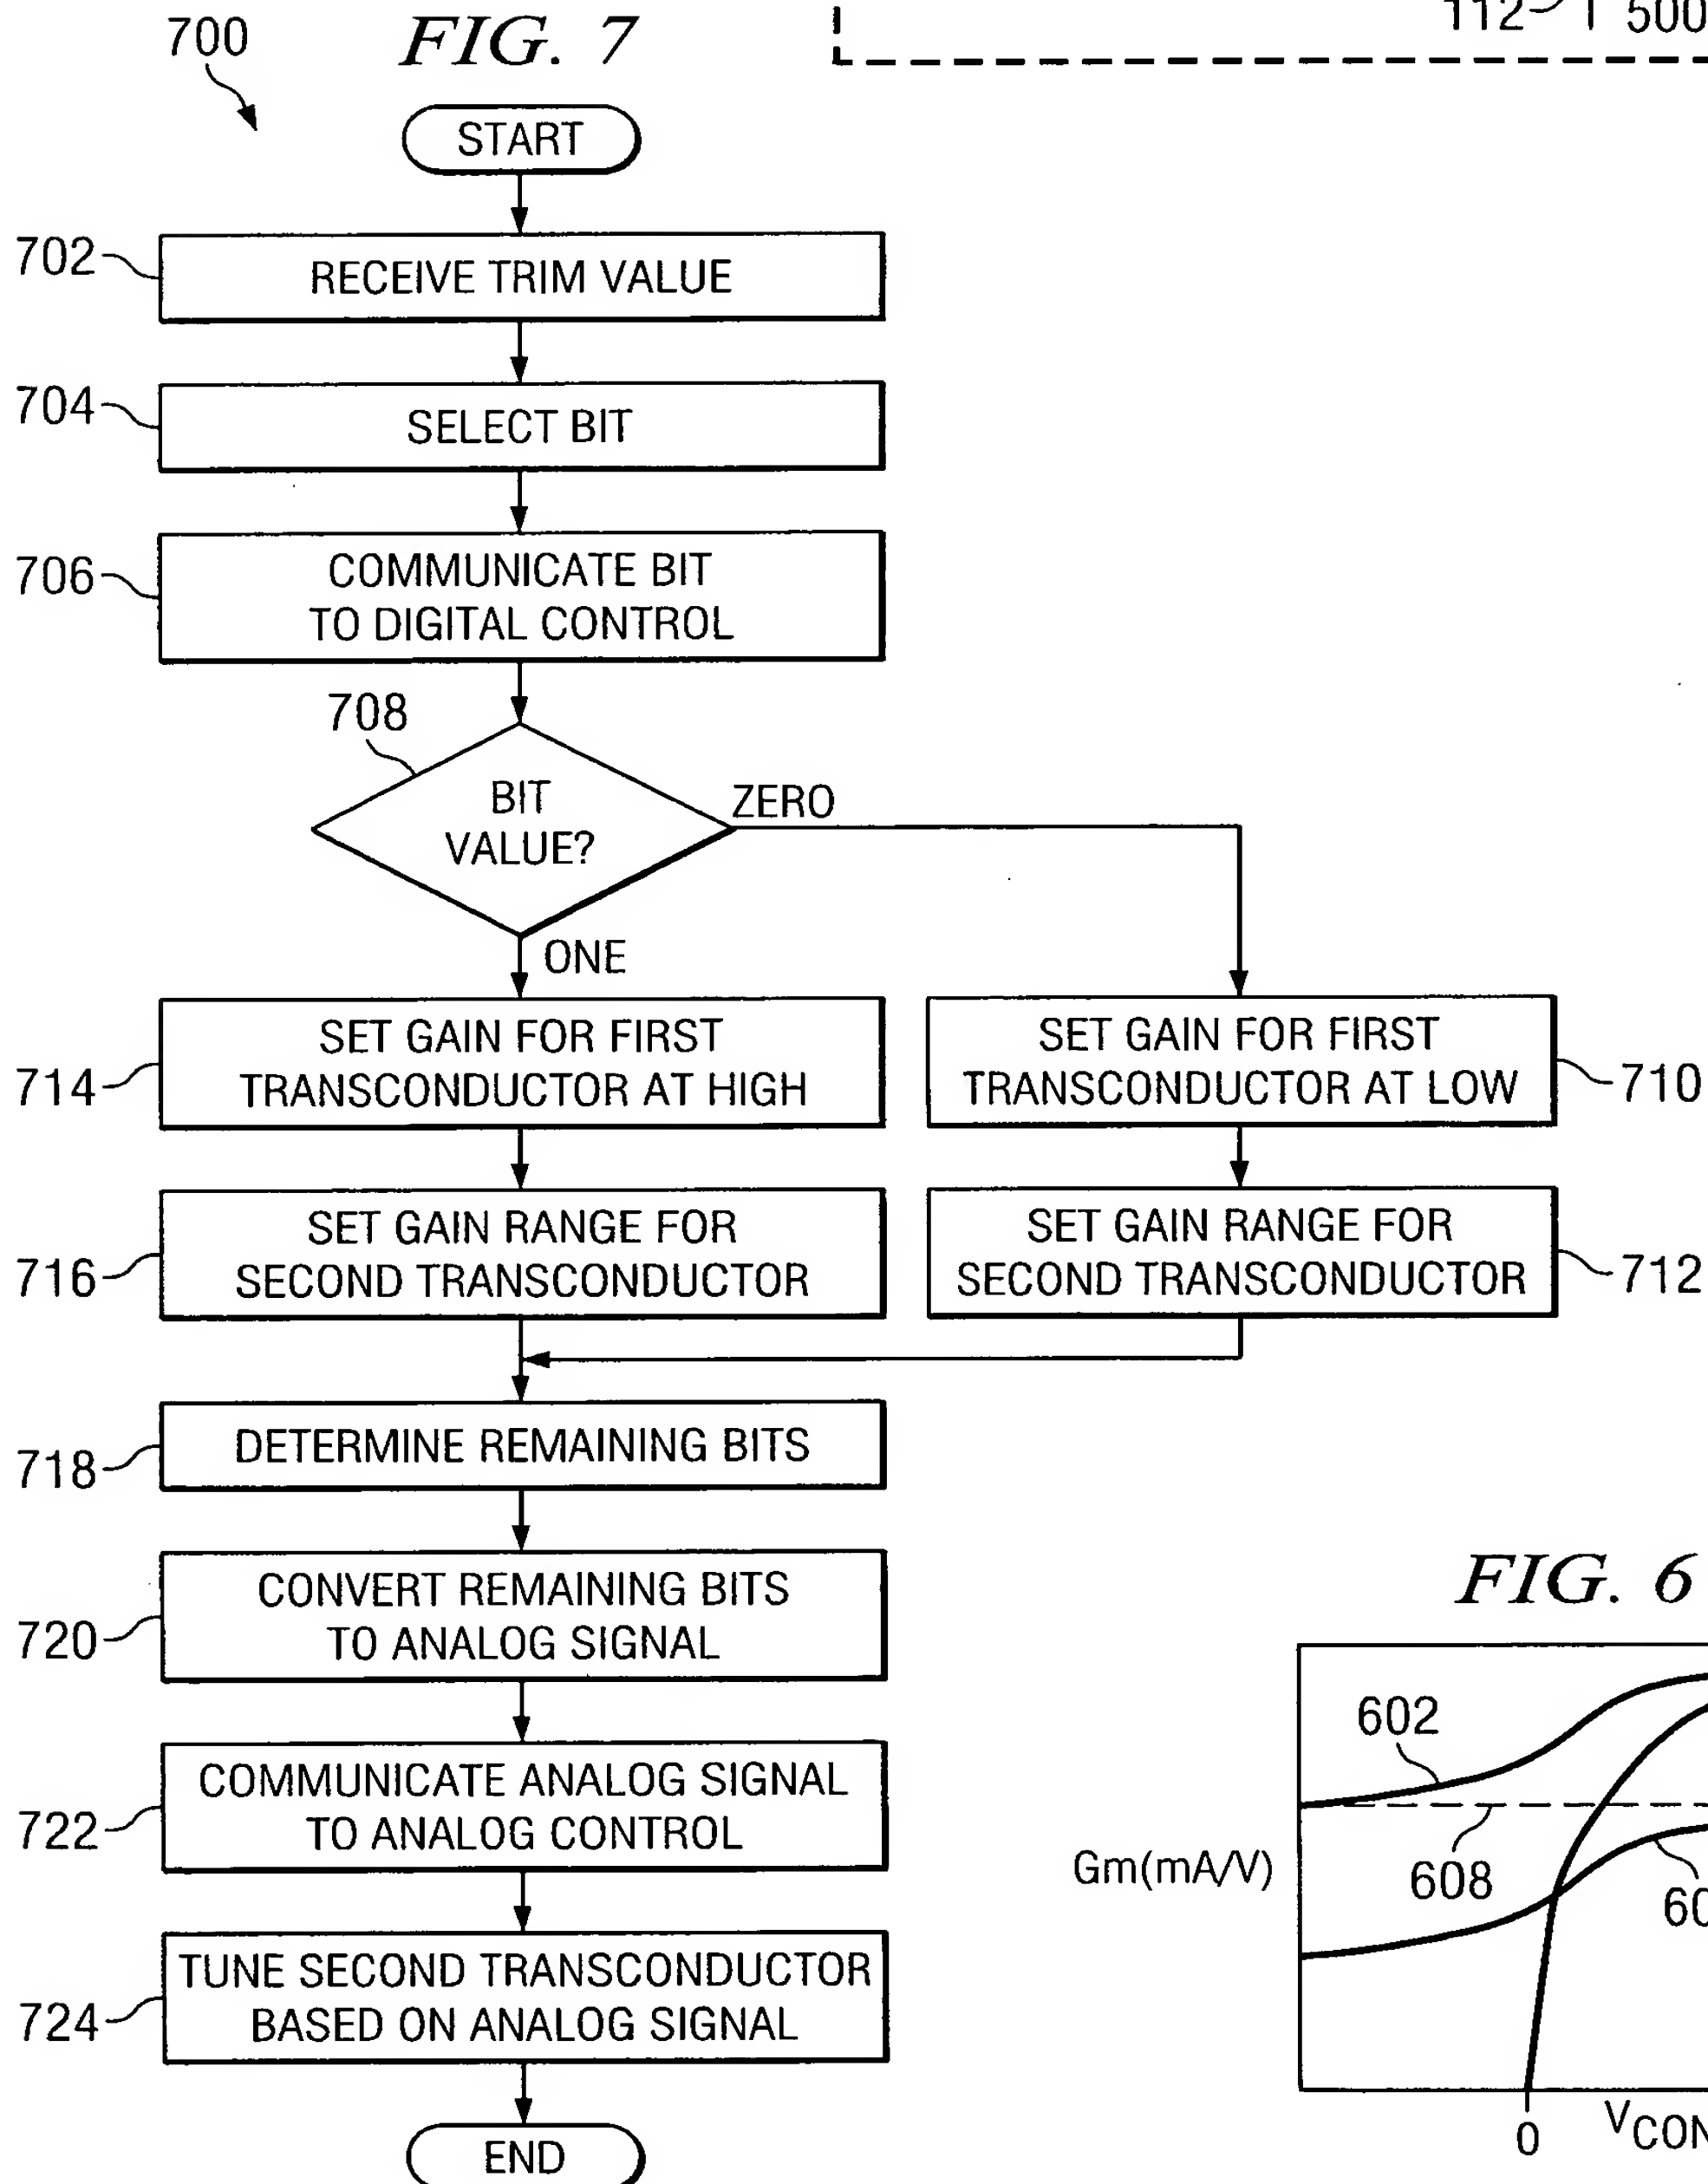 700
FIG. 7
112
500
START
702
RECEIVE TRIM VALUE
704
SELECT BIT
706
COMMUNICATE BIT
TO DIGITAL CONTROL
708
BIT
VALUE?
ZERO
ONE
714
SET GAIN FOR FIRST
TRANSCONDUCTOR AT HIGH
SET GAIN FOR FIRST
TRANSCONDUCTOR AT LOW
710
716
SET GAIN RANGE FOR
SECOND TRANSCONDUCTOR
SET GAIN RANGE FOR
SECOND TRANSCONDUCTOR
712
718
DETERMINE REMAINING BITS
720
CONVERT REMAINING BITS
TO ANALOG SIGNAL
722
COMMUNICATE ANALOG SIGNAL
TO ANALOG CONTROL
724
TUNE SECOND TRANSCONDUCTOR
BASED ON ANALOG SIGNAL
END
FIG. 6
602
608
Gm(mA/V)
0